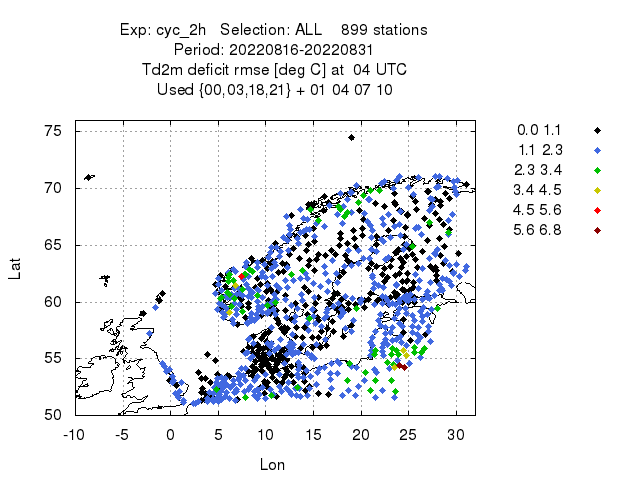 Exp: cyc_2h   Selection: ALL    899 stations
Period: 20220816-20220831
Td2m deficit rmse [deg C] at  04 UTC
Used {00,03,18,21} + 01 04 07 10
0.0 1.1
1.1  2.3
2.3 3.4
3.4 4.5
4.5 5.6
5.6 6.8
75
70
65
60
55
50
Lat
-10 -5 0 5 10 15 20 25 30
Lon